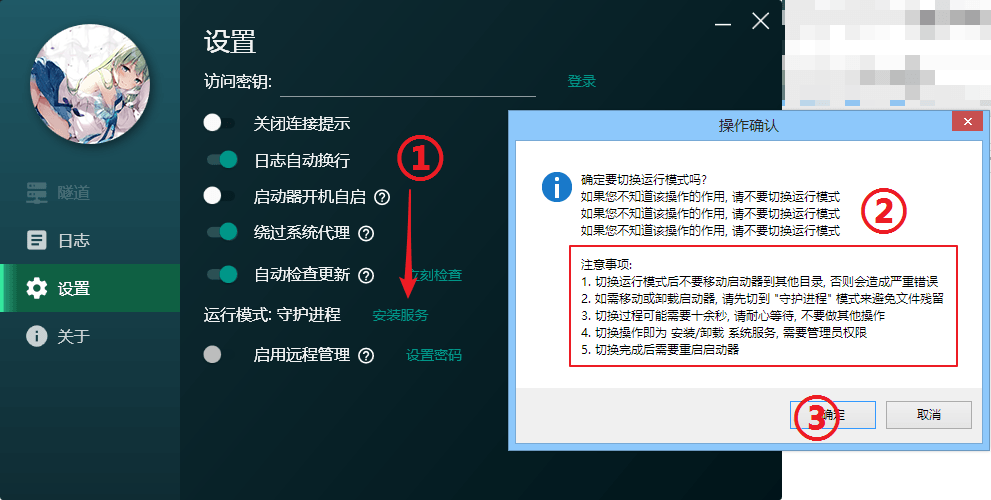 设置
访问密钥:
登录
关闭连接提示
日志自动换行
启动器开机自启
绕过系统代理
自动检查更新
立刻检查
运行模式: 守护进程
安装服务
启用远程管理
设置密码
隧道
日志
设置
关于
①
操作确认
确定要切换运行模式吗?
如果您不知道该操作的作用, 请不要切换运行模式
如果您不知道该操作的作用, 请不要切换运行模式
如果您不知道该操作的作用, 请不要切换运行模式
②
注意事项:
1. 切换运行模式后不要移动启动器到其他目录, 否则会造成严重错误
2. 如需移动或卸载启动器, 请先切到 "守护进程" 模式来避免文件残留
3. 切换过程可能需要十余秒, 请耐心等待, 不要做其他操作
4. 切换操作即为 安装/卸载 系统服务, 需要管理员权限
5. 切换完成后需要重启启动器
③
确定
取消